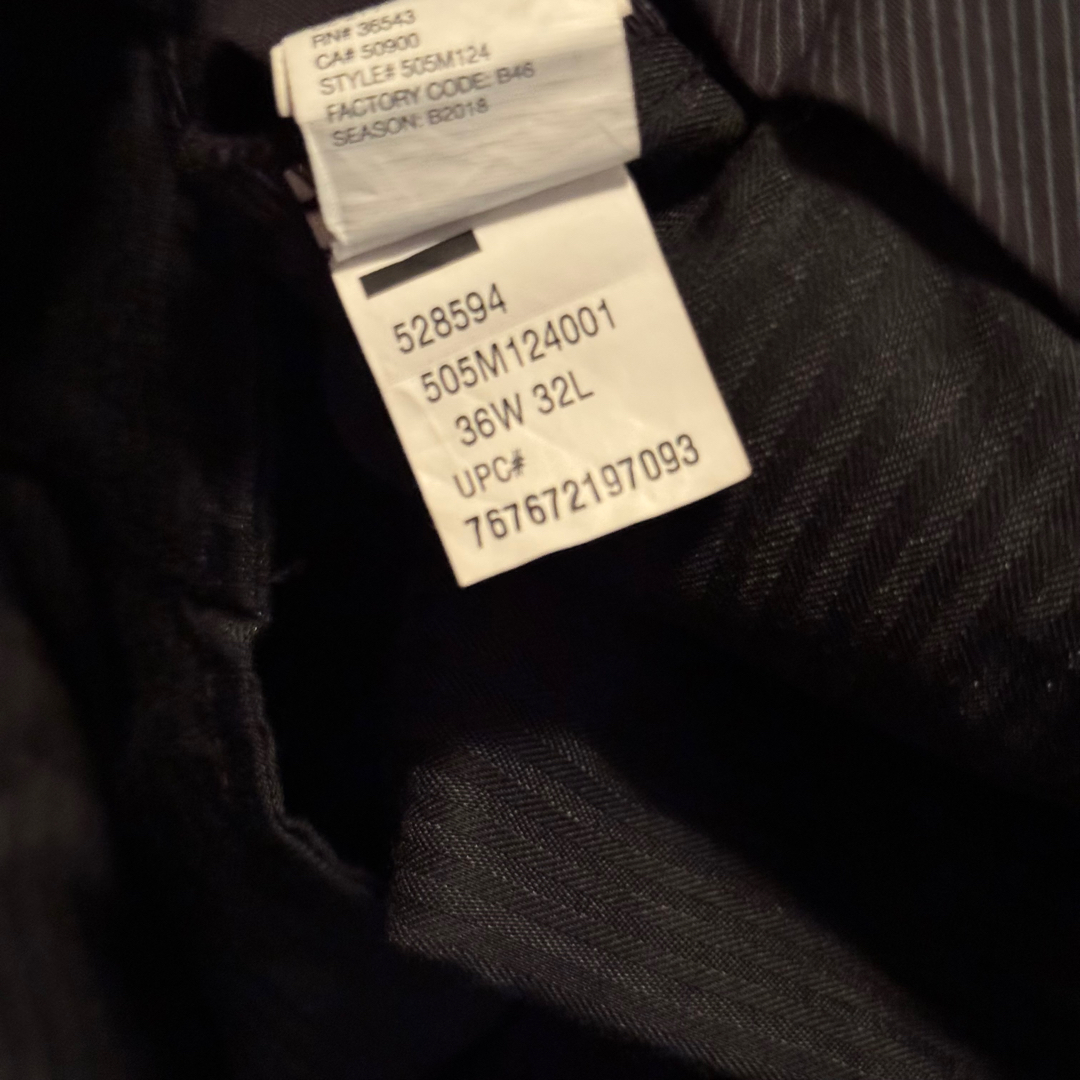 RN# 36543
CA# 50900
STYLE# 505M124
FACTORY CODE: B46
SEASON: B2018
528594
505M124001
36W 32L
UPC#
767672197093